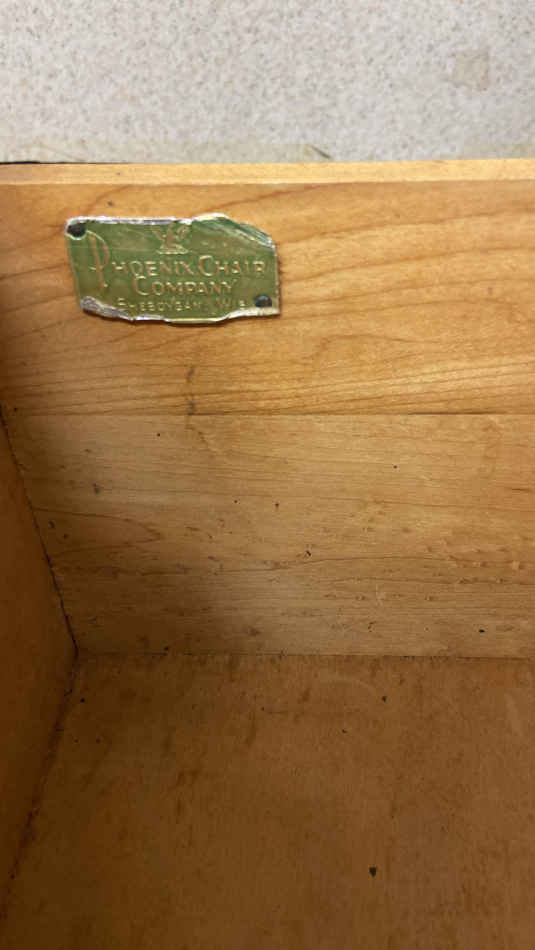 PHOENIX CHAIR
COMPANY
SHEBOYGAN, WIS.